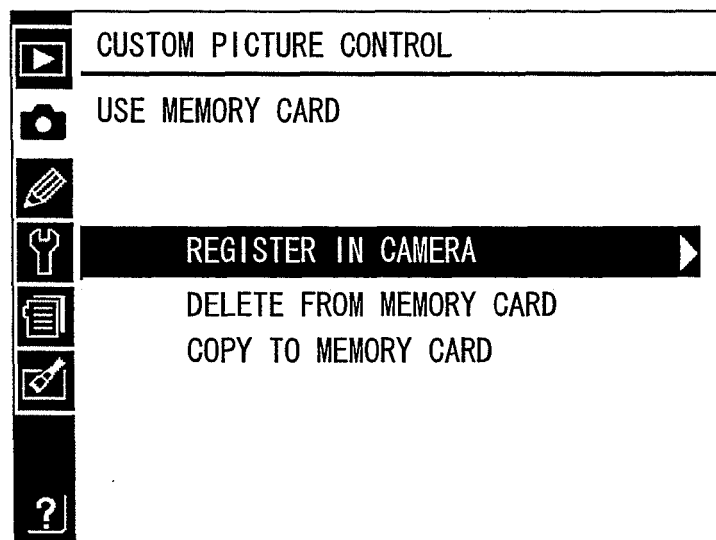 CUSTOM PICTURE CONTROL
USE MEMORY CARD
REGISTER IN CAMERA
DELETE FROM MEMORY CARD
COPY TO MEMORY CARD
?